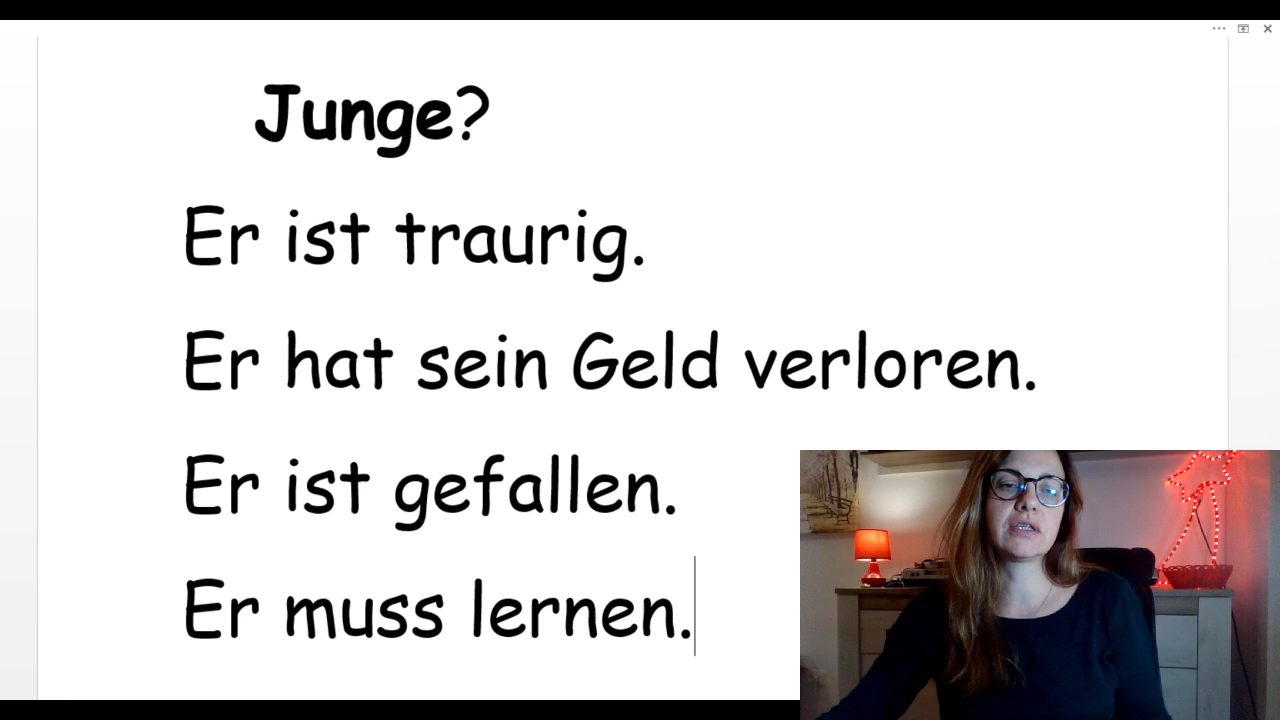 Junge?
Er ist traurig.
Er hat sein Geld verloren.
Er ist gefallen.
Er muss lernen.